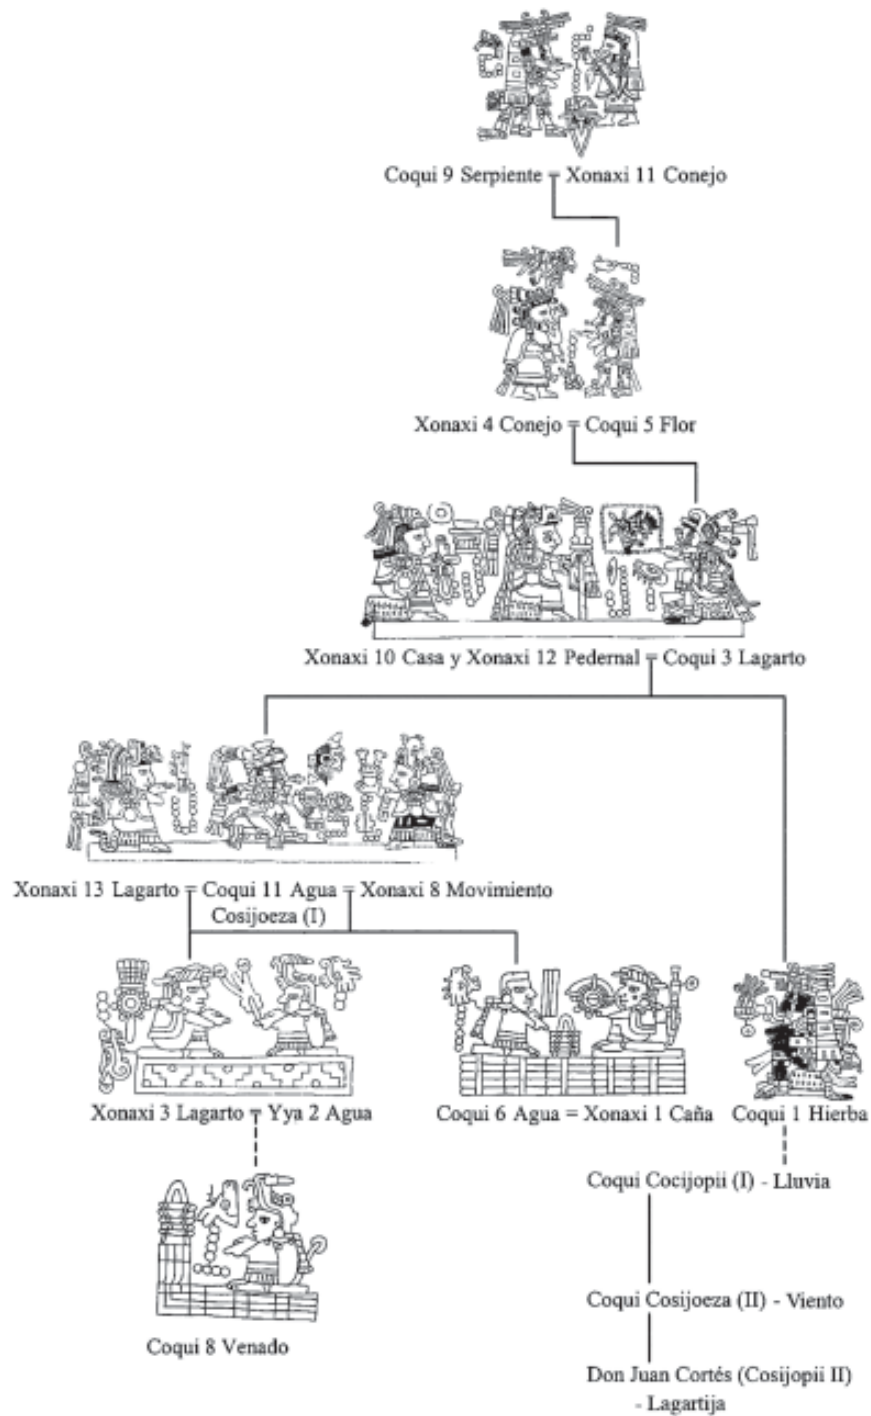 Coqui 9 Serpiente = Xonaxi 11 Conejo
Xonaxi 4 Conejo = Coqui 5 Flor
Xonaxi 10 Casa y Xonaxi 12 Pedernal = Coqui 3 Lagarto
Xonaxi 13 Lagarto = Coqui 11 Agua = Xonaxi 8 Movimiento
Cosijoeza (I)
Xonaxi 3 Lagarto = Yya 2 Agua
Coqui 6 Agua = Xonaxi 1 Caña
Coqui 1 Hierba
Coqui Cocijopii (I) - Lluvia
Coqui Cosijoeza (II) - Viento
Coqui 8 Venado
Don Juan Cortés (Cosijopii II)
- Lagartija